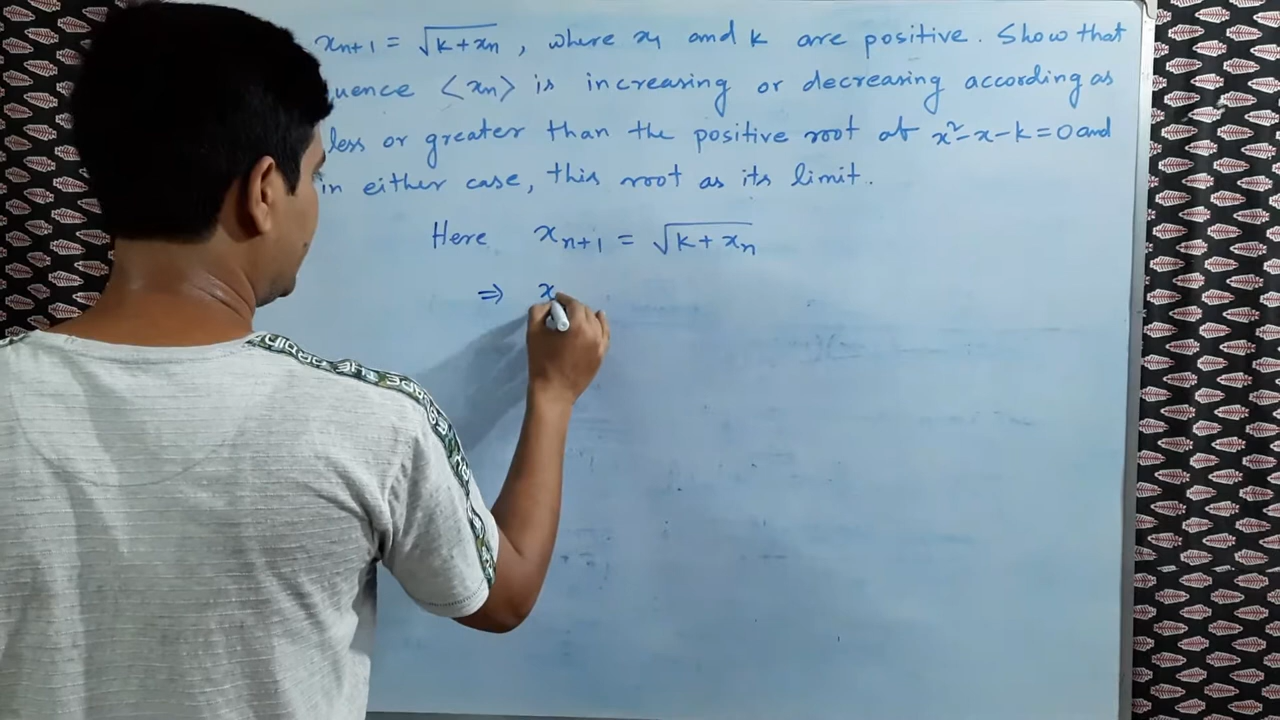 xₙ₊₁ = √(k+xₙ), where x₁ and k are positive. Show that
uence <xₙ> is increasing or decreasing according as
less or greater than the positive root at x²-x-k=0 and
in either case, this root as its limit.
Here xₙ₊₁ = √(k+xₙ)
⇒ x